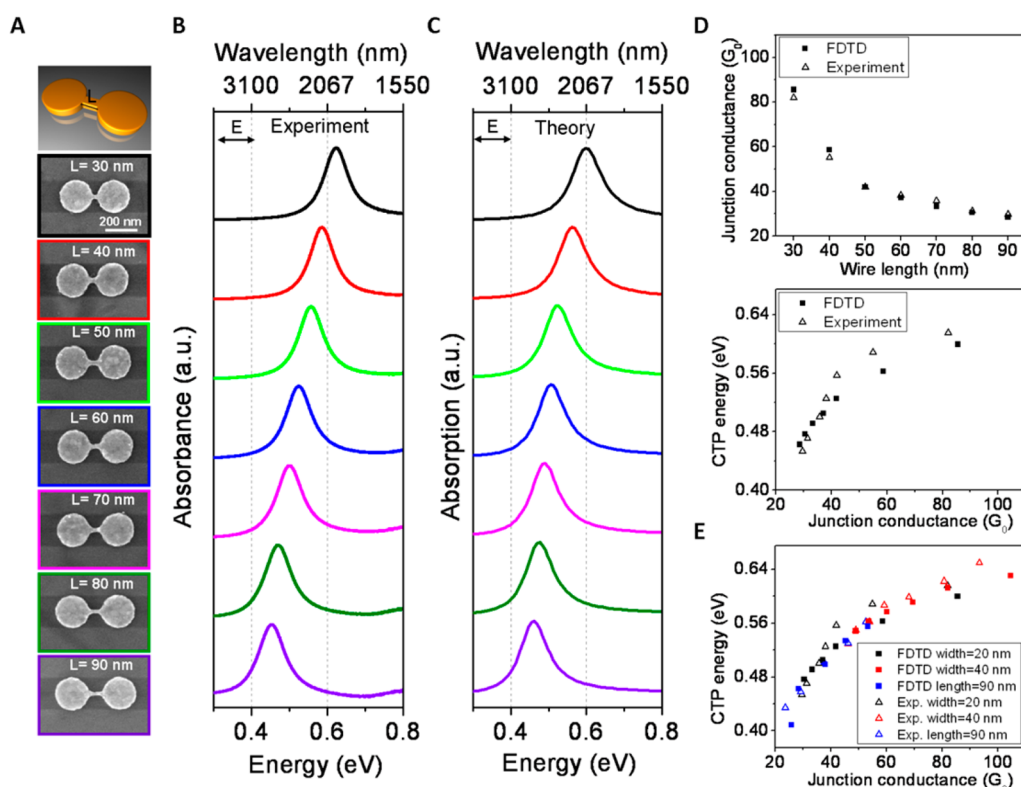 A
L
L= 30 nm
200 nm
L= 40 nm
L= 50 nm
L= 60 nm
L= 70 nm
L= 80 nm
L= 90 nm
B
Wavelength (nm)
3100 2067 1550
E Experiment
Absorbance (a.u.)
0.4 0.6 0.8
Energy (eV)
C
Wavelength (nm)
3100 2067 1550
E Theory
Absorption (a.u.)
0.4 0.6 0.8
Energy (eV)
D
Junction conductance (G0)
100
80
60
40
20
FDTD
Experiment
30 40 50 60 70 80 90
Wire length (nm)
CTP energy (eV)
0.64
0.56
0.48
0.40
FDTD
Experiment
20 40 60 80 100
Junction conductance (G0)
E
CTP energy (eV)
0.64
0.56
0.48
0.40
FDTD width=20 nm
FDTD width=40 nm
FDTD length=90 nm
Exp. width=20 nm
Exp. width=40 nm
Exp. length=90 nm
20 40 60 80 100
Junction conductance (G0)